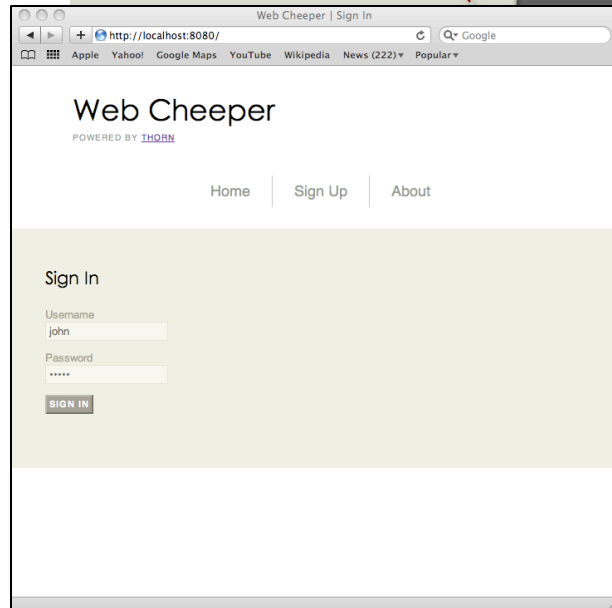 Web Cheeper | Sign In
http://localhost:8080/
Google
Apple Yahoo! Google Maps YouTube Wikipedia News (222) Popular
Web Cheeper
POWERED BY THORN
Home Sign Up About
Sign In
Username
john
Password
•••••
SIGN IN